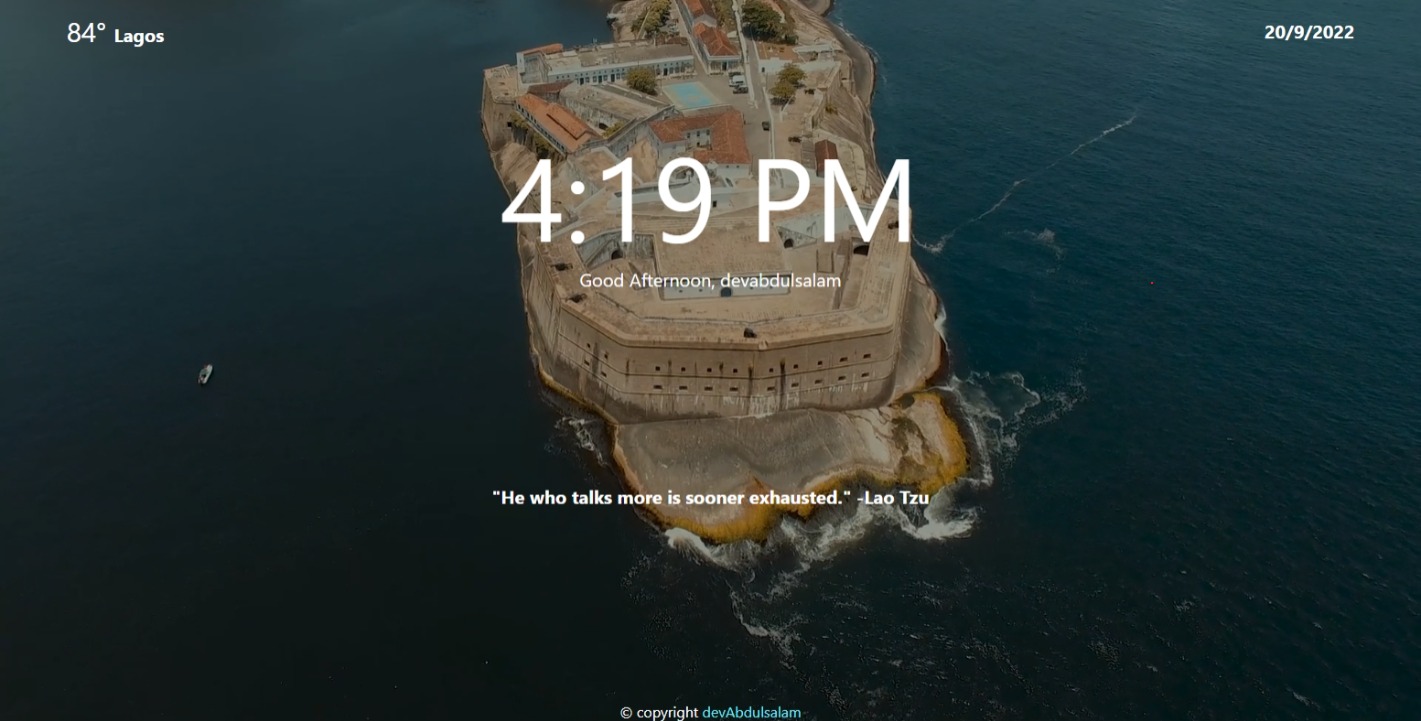 84° Lagos
20/9/2022
4:19 PM
Good Afternoon, devabdulsalam
"He who talks more is sooner exhausted." -Lao Tzu
© copyright devAbdulsalam